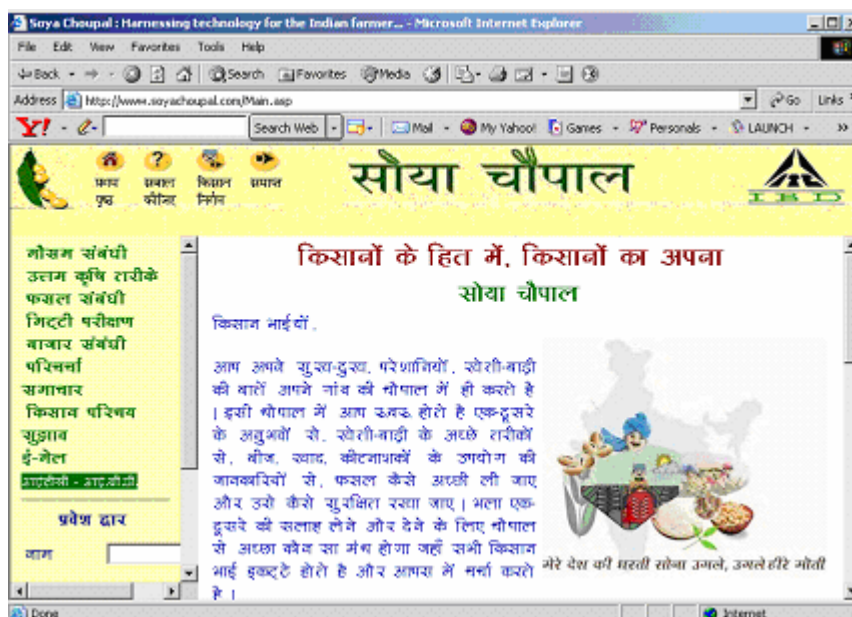 Soya Choupal : Harnessing technology for the Indian farmer... - Microsoft Internet Explorer
File Edit View Favorites Tools Help
Back Search Favorites Media
Address http://www.soyachoupal.com/Main.asp Go Links
Y! Search Web Mail My Yahoo! Games Personals LAUNCH
प्रथम पृष्ठ
सवाल कीजिए
किसान निर्णय
समाप्त
सोया चौपाल
IBD
मौसम संबंधी
उत्तम कृषि तरीके
फसल संबंधी
मिट्टी परीक्षण
बाजार संबंधी
परिचर्चा
समाचार
किसान परिचय
सुझाव
ई-मेल
प्रवेश द्वार
नाम
किसानों के हित में, किसानों का अपना
सोया चौपाल
किसान भाईयों ,
आप अपने सुख-दुख, परेशानियों , खेती-बाड़ी
की बातें अपने गांव की चौपाल में ही करते है
। इसी चौपाल में आप रूबरू होते है एक-दूसरे
के अनुभवों से, खेती-बाड़ी के अच्छे तरीकों
से, बीज, खाद, कीटनाशकों के उपयोग की
जानकारियों से, फसल कैसे अच्छी ली जाए
और उसे कैसे सुरक्षित रखा जाए । भला एक-
दूसरे की सलाह लेने और देने के लिए चौपाल
से अच्छा कौन सा मंच होगा जहाँ सभी किसान
भाई इकट्टे होते है और आपस में चर्चा करते
है ।
मेरे देश की धरती सोना उगले, उगले हीरे मोती
Done Internet